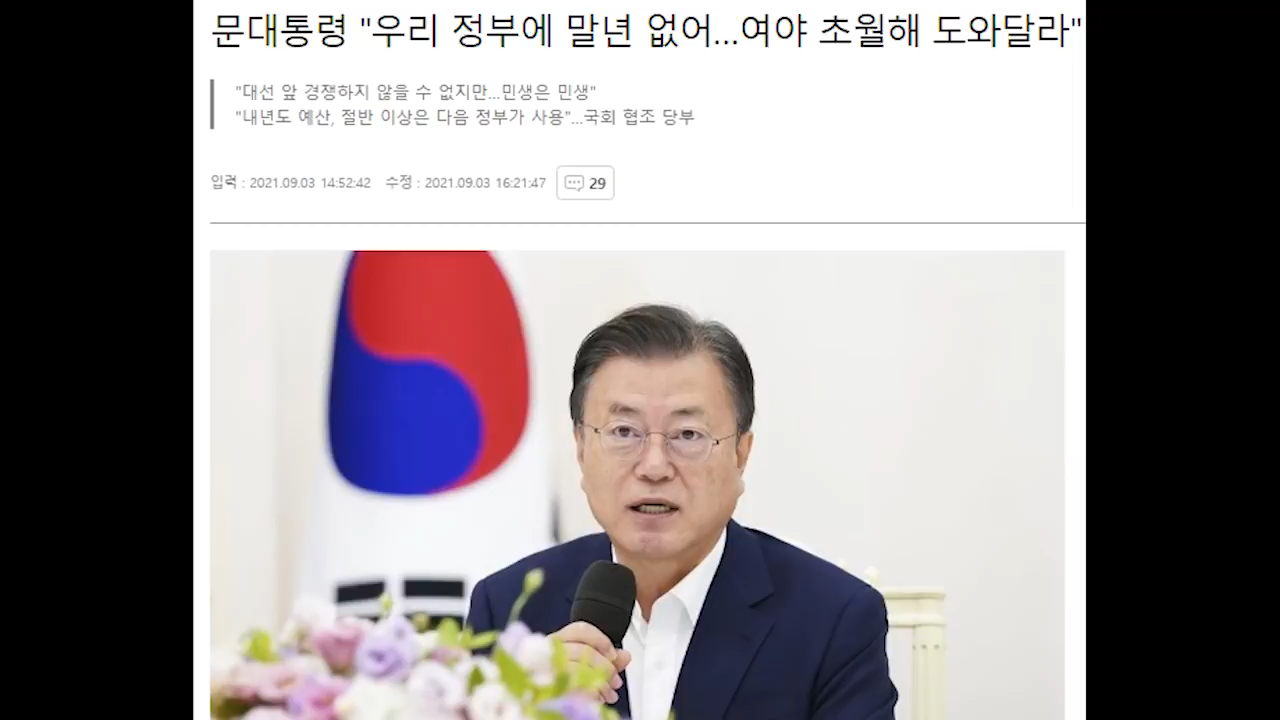 문대통령 "우리 정부에 말년 없어...여야 초월해 도와달라"
"대선 앞 경쟁하지 않을 수 없지만...민생은 민생"
"내년도 예산, 절반 이상은 다음 정부가 사용"...국회 협조 당부
입력 : 2021.09.03 14:52:42 수정 : 2021.09.03 16:21:47 29